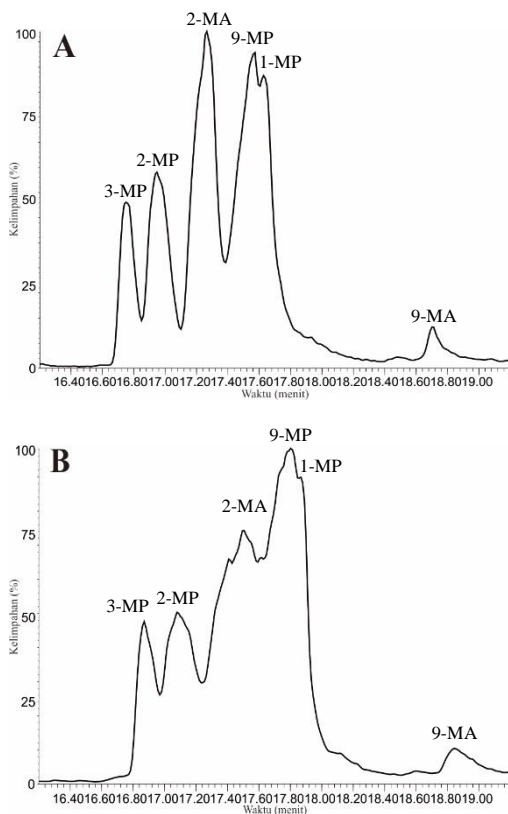 A
2-MA
9-MP
1-MP
2-MP
3-MP
9-MA
Kelimpahan (%)
100
75
50
25
0
16.40 16.60 16.80 17.00 17.20 17.40 17.60 17.80 18.00 18.20 18.40 18.60 18.80 19.00
Waktu (menit)
B
9-MP
1-MP
2-MA
3-MP
2-MP
9-MA
Kelimpahan (%)
100
75
50
25
0
16.40 16.60 16.80 17.00 17.20 17.40 17.60 17.80 18.00 18.20 18.40 18.60 18.80 19.00
Waktu (menit)